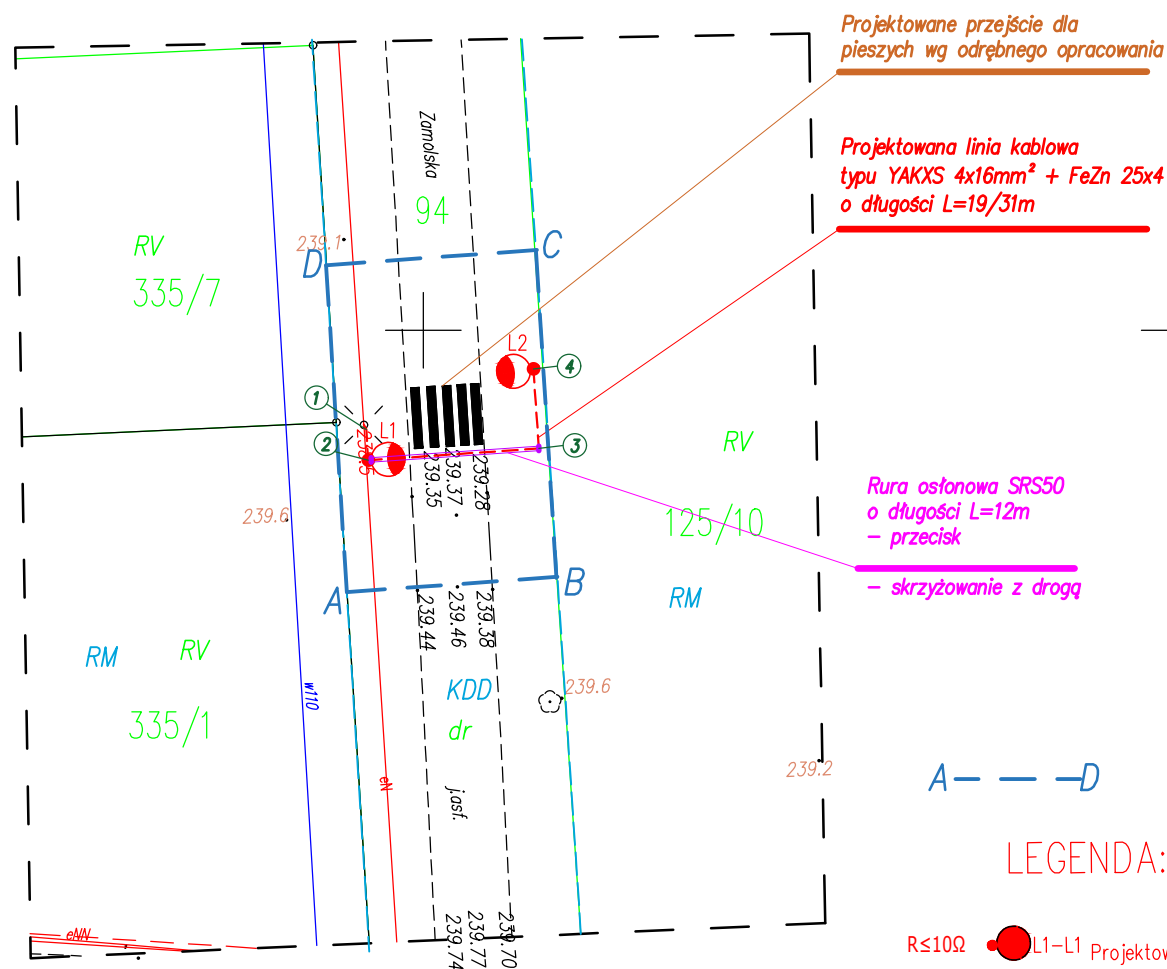 Projektowane przejście dla
pieszych wg odrębnego opracowania
Projektowana linia kablowa
typu YAKXS 4x16mm² + FeZn 25x4
o długości L=19/31m
Zamolska
94
RV
335/7
239.1
D
C
L2
4
1
2
L1
3
239.35
239.37
239.28
RV
125/10
RM
239.6
Rura osłonowa SRS50
o długości L=12m
– przecisk
– skrzyżowanie z drogą
A
B
239.44
239.46
239.38
RM
RV
335/1
w110
KDD
dr
239.6
eN
j.asf.
239.2
A
D
LEGENDA:
eNN
239.74
239.77
239.70
R≤10Ω
L1-L1